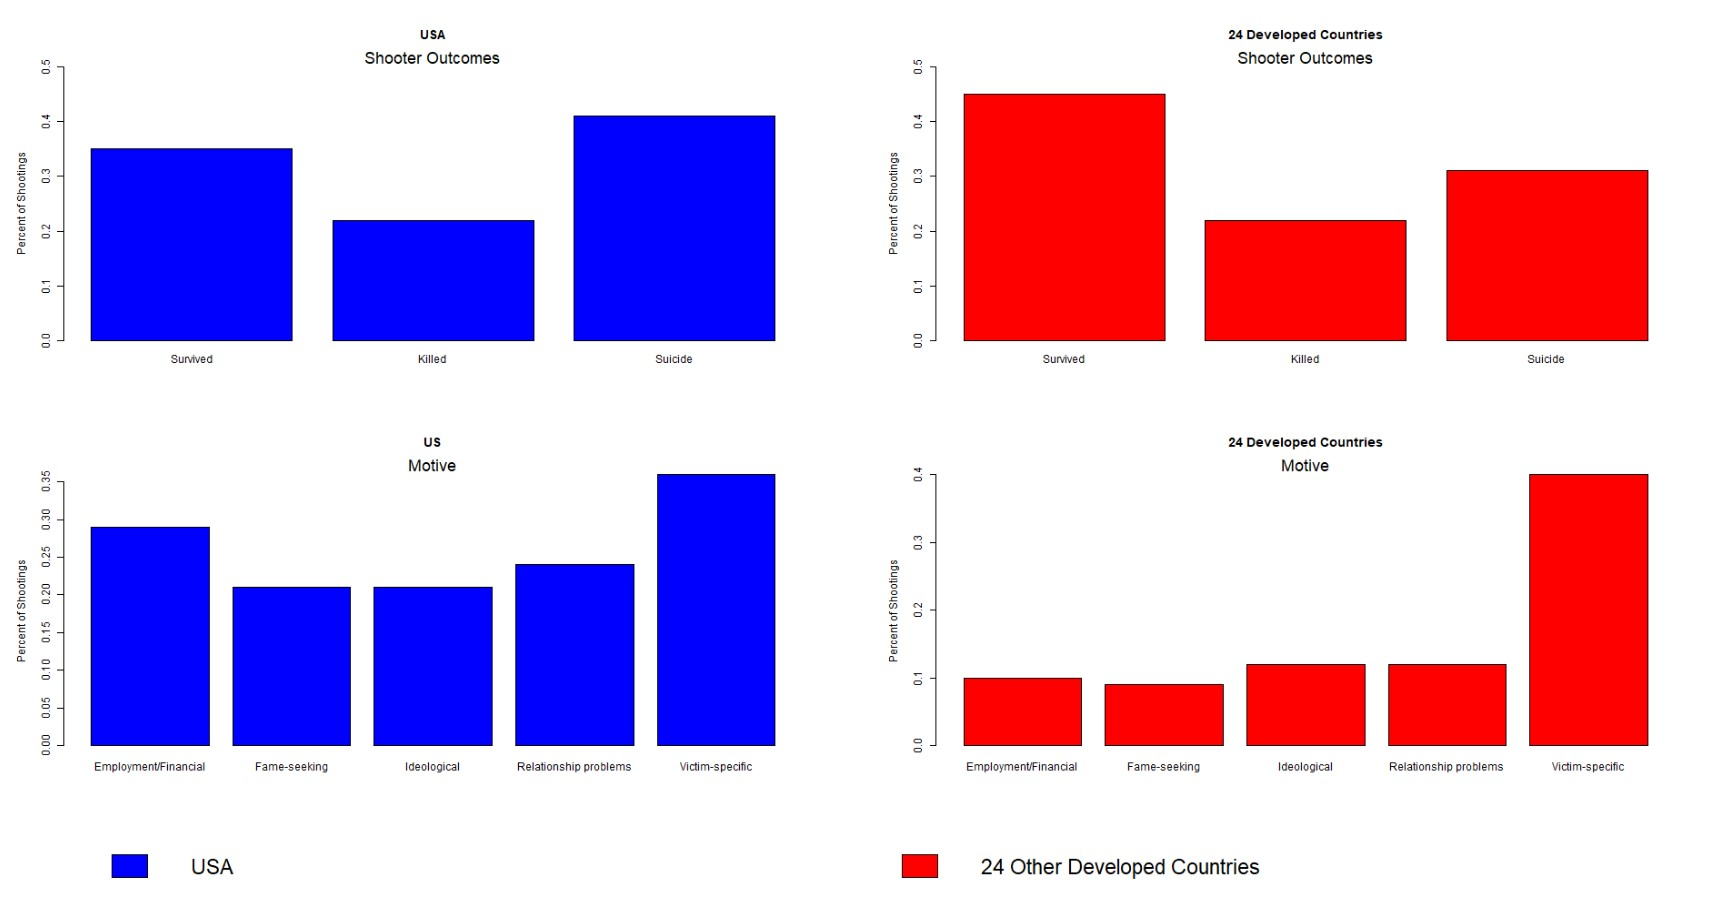 USA
Shooter Outcomes
Percent of Shootings
0.5
0.4
0.3
0.2
0.1
0.0
Survived Killed Suicide
24 Developed Countries
Shooter Outcomes
Percent of Shootings
0.5
0.4
0.3
0.2
0.1
0.0
Survived Killed Suicide
US
Motive
Percent of Shootings
0.35
0.30
0.25
0.20
0.15
0.10
0.05
0.00
Employment/Financial Fame-seeking Ideological Relationship problems Victim-specific
24 Developed Countries
Motive
Percent of Shootings
0.4
0.3
0.2
0.1
0.0
Employment/Financial Fame-seeking Ideological Relationship problems Victim-specific
USA
24 Other Developed Countries